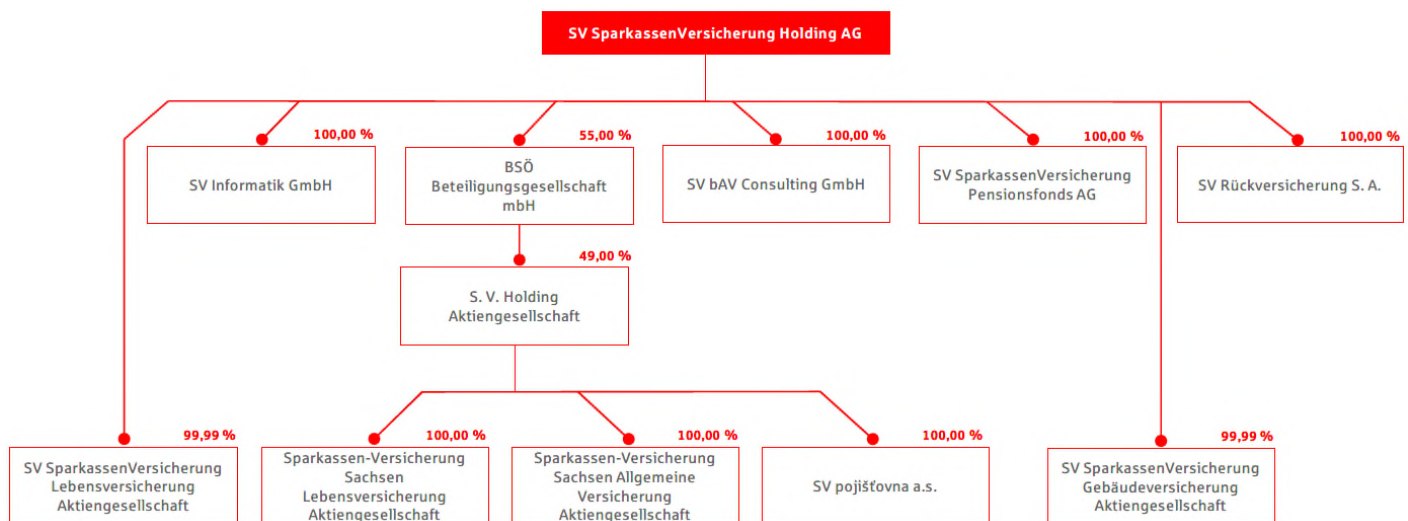 SV SparkassenVersicherung Holding AG
100,00 %
SV Informatik GmbH
55,00 %
BSÖ
Beteiligungsgesellschaft
mbH
100,00 %
SV bAV Consulting GmbH
100,00 %
SV SparkassenVersicherung
Pensionsfonds AG
100,00 %
SV Rückversicherung S. A.
49,00 %
S. V. Holding
Aktiengesellschaft
99,99 %
SV SparkassenVersicherung
Lebensversicherung
Aktiengesellschaft
100,00 %
Sparkassen-Versicherung
Sachsen
Lebensversicherung
Aktiengesellschaft
100,00 %
Sparkassen-Versicherung
Sachsen Allgemeine
Versicherung
Aktiengesellschaft
100,00 %
SV pojišťovna a.s.
99,99 %
SV SparkassenVersicherung
Gebäudeversicherung
Aktiengesellschaft